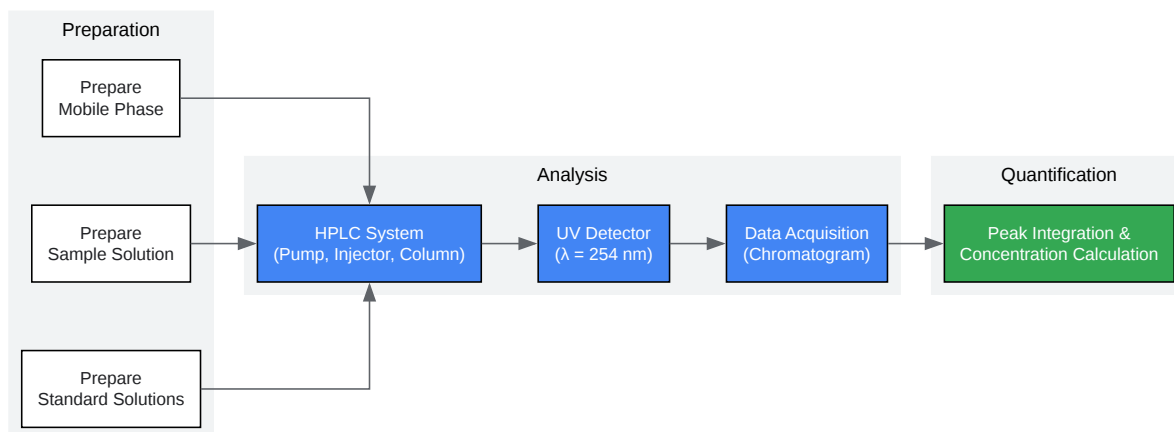 Preparation
Prepare
Mobile Phase
Prepare
Sample Solution
Prepare
Standard Solutions
Analysis
HPLC System
(Pump, Injector, Column)
UV Detector
(λ = 254 nm)
Data Acquisition
(Chromatogram)
Quantification
Peak Integration &
Concentration Calculation